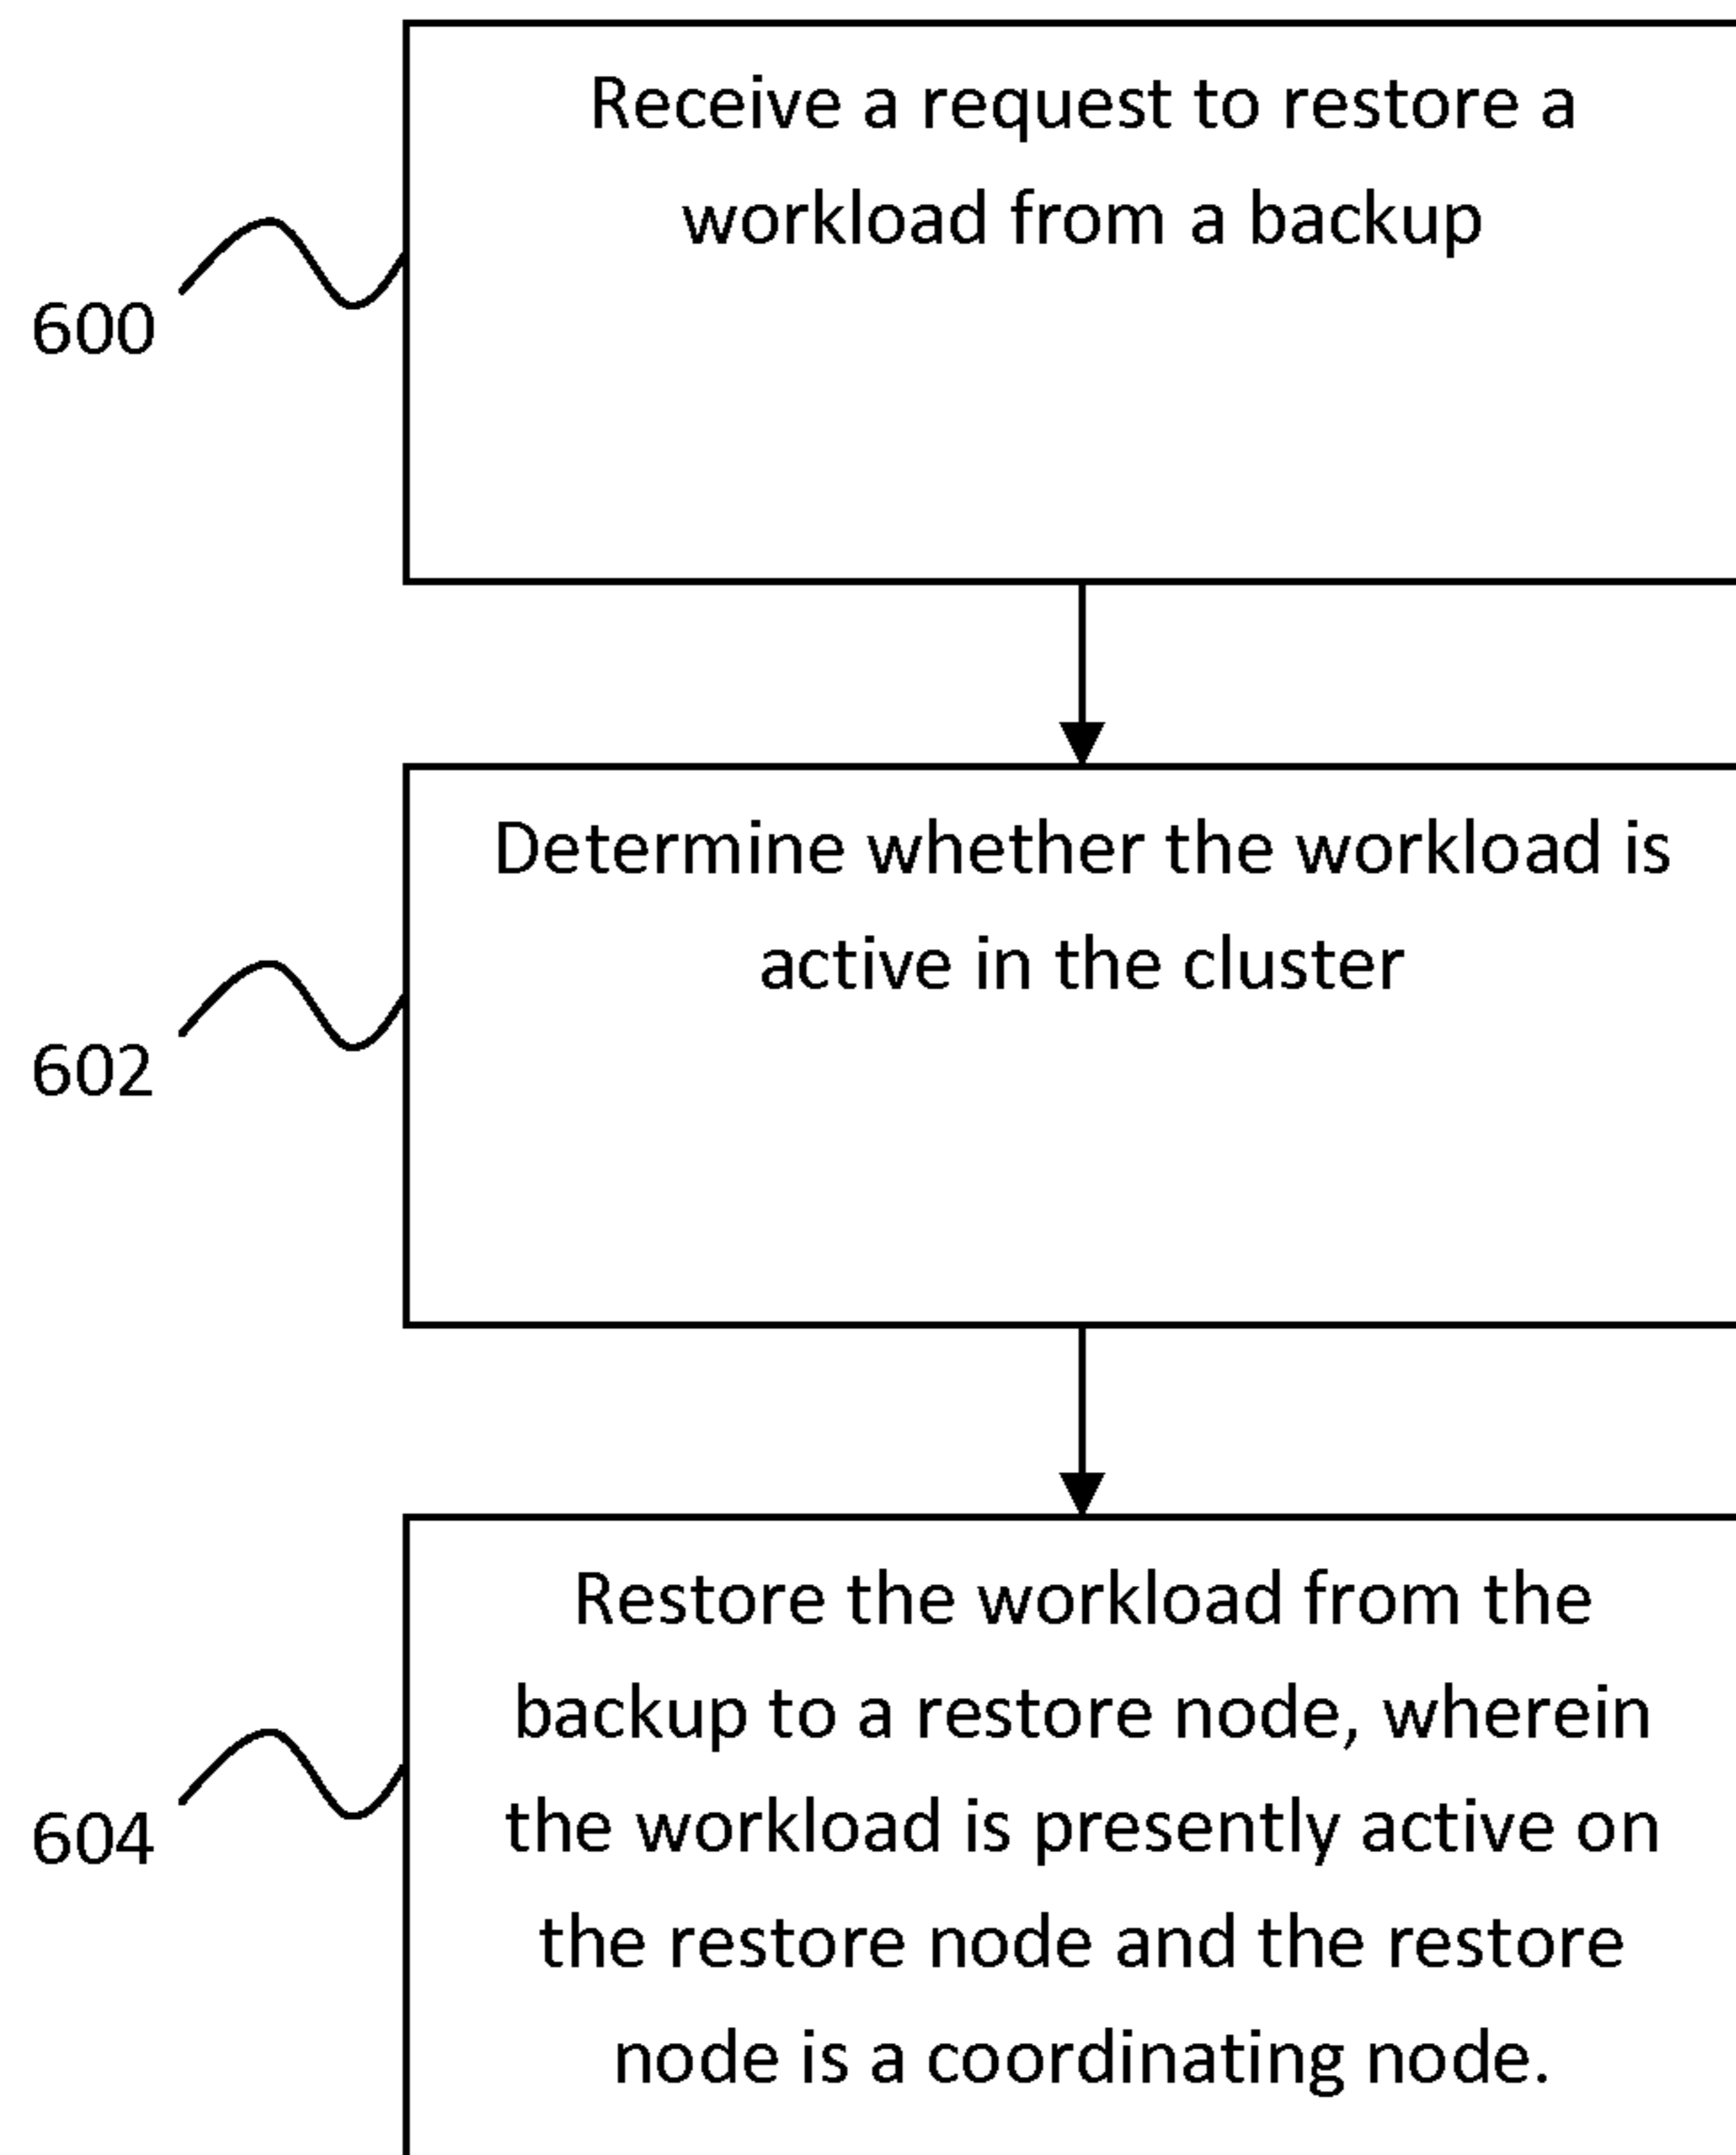 Receive a request to restore a
workload from a backup
600
Determine whether the workload is
active in the cluster
602
Restore the workload from the
backup to a restore node, wherein
the workload is presently active on
the restore node and the restore
node is a coordinating node.
604